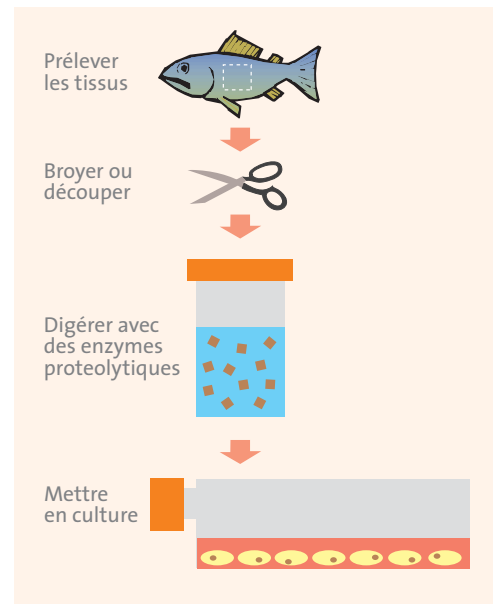 Prélever
les tissus
Broyer ou
découper
Digérer avec
des enzymes
proteolytiques
Mettre
en culture